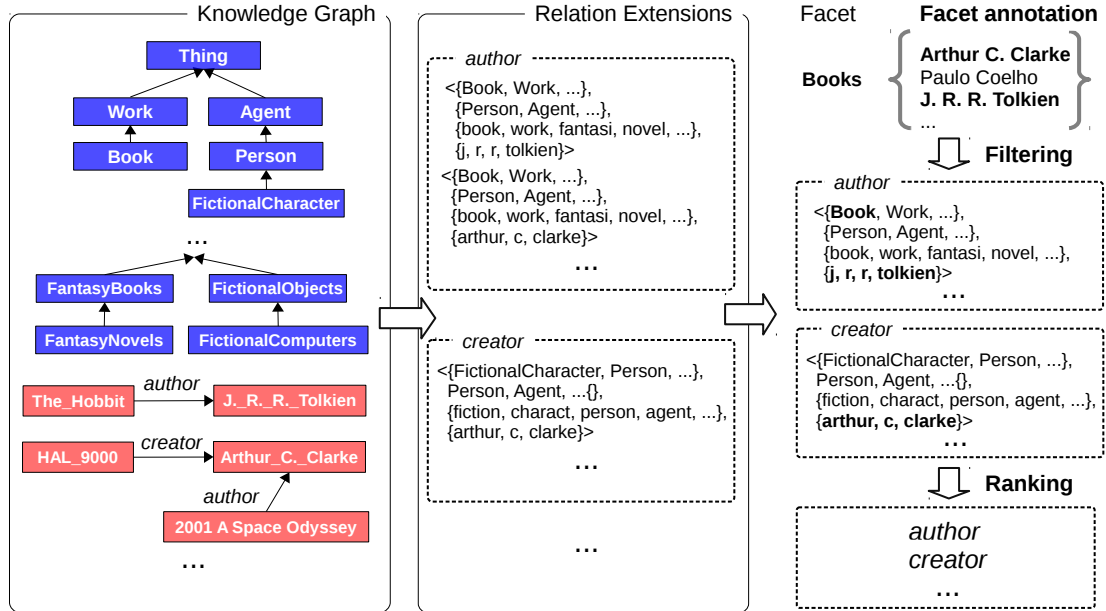 Knowledge Graph
Thing
Work
Agent
Book
Person
FictionalCharacter
...
FantasyBooks
FictionalObjects
FantasyNovels
FictionalComputers
author
The_Hobbit
J._R._R._Tolkien
creator
HAL_9000
Arthur_C._Clarke
author
2001 A Space Odyssey
...
Relation Extensions
author
<{Book, Work, ...},
{Person, Agent, ...},
{book, work, fantasi, novel, ...},
{j, r, r, tolkien}>
<{Book, Work, ...},
{Person, Agent, ...},
{book, work, fantasi, novel, ...},
{arthur, c, clarke}>
...
creator
<{FictionalCharacter, Person, ...},
Person, Agent, ...{},
{fiction, charact, person, agent, ...},
{arthur, c, clarke}>
...
...
Facet
Facet annotation
Books
Arthur C. Clarke
Paulo Coelho
J. R. R. Tolkien
...
Filtering
author
<{Book, Work, ...},
{Person, Agent, ...},
{book, work, fantasi, novel, ...},
{j, r, r, tolkien}>
...
creator
<{FictionalCharacter, Person, ...},
Person, Agent, ...{},
{fiction, charact, person, agent, ...},
{arthur, c, clarke}>
...
Ranking
author
creator
...